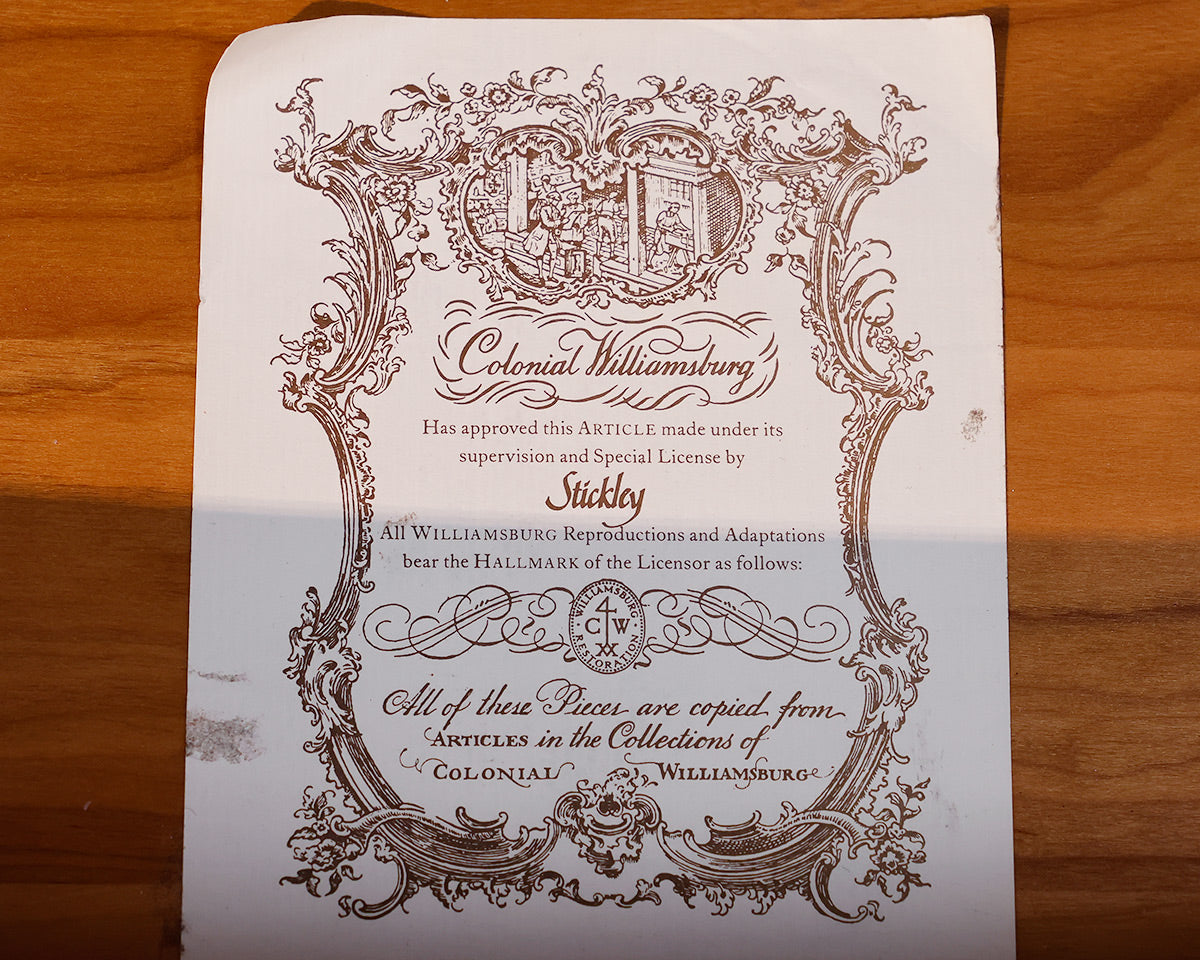 Colonial Williamsburg
Has approved this ARTICLE made under its
supervision and Special License by
Stickley
All WILLIAMSBURG Reproductions and Adaptations
bear the HALLMARK of the Licensor as follows:
WILLIAMSBURG
C W
RESTORATION
All of these Pieces are copied from
ARTICLES in the Collections of
COLONIAL WILLIAMSBURG